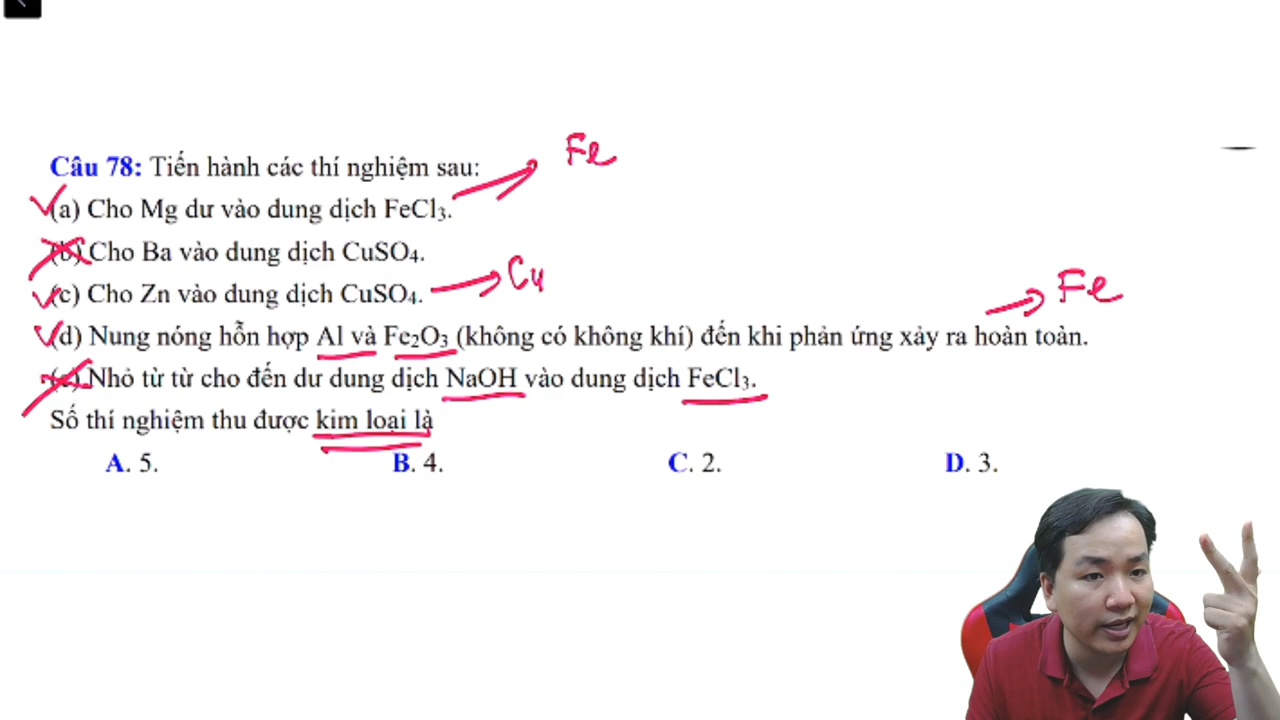 Fe
Câu 78: Tiến hành các thí nghiệm sau:
(a) Cho Mg dư vào dung dịch FeCl₃.
(b) Cho Ba vào dung dịch CuSO₄.
Cu
(c) Cho Zn vào dung dịch CuSO₄.
Fe
(d) Nung nóng hỗn hợp Al và Fe₂O₃ (không có không khí) đến khi phản ứng xảy ra hoàn toàn.
(e) Nhỏ từ từ cho đến dư dung dịch NaOH vào dung dịch FeCl₃.
Số thí nghiệm thu được kim loại là
A. 5. B. 4. C. 2. D. 3.